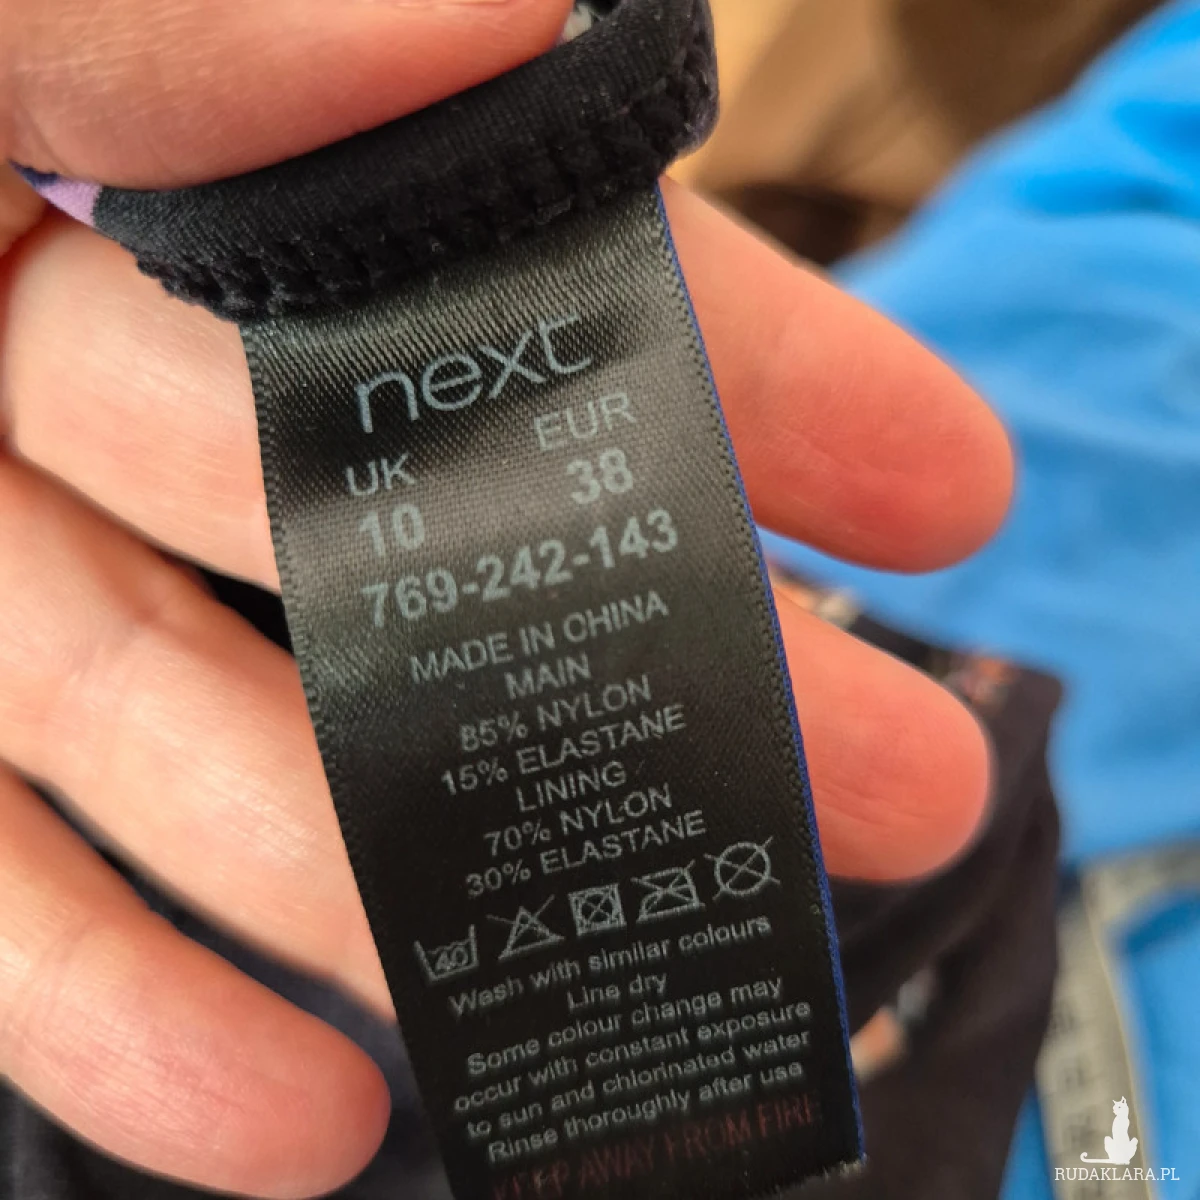 next
UK EUR
10 38
769-242-143
MADE IN CHINA
MAIN
85% NYLON
15% ELASTANE
LINING
70% NYLON
30% ELASTANE
40
Wash with similar colours
Line dry
Some colour change may
occur with constant exposure
to sun and chlorinated water
Rinse thoroughly after use
KEEP AWAY FROM FIRE
RUDAKLARA.PL